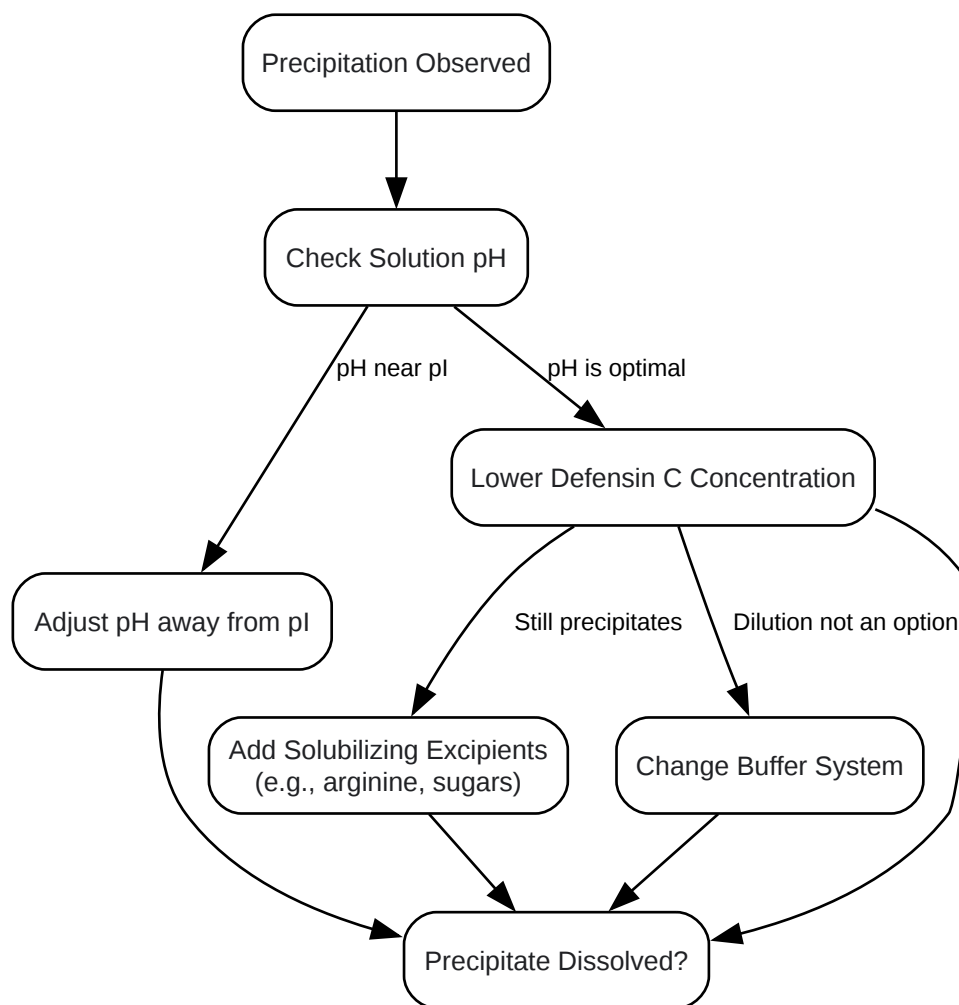 Precipitation Observed
Check Solution pH
pH near pI
pH is optimal
Lower Defensin C Concentration
Adjust pH away from pI
Still precipitates
Dilution not an option
Add Solubilizing Excipients
(e.g., arginine, sugars)
Change Buffer System
Precipitate Dissolved?